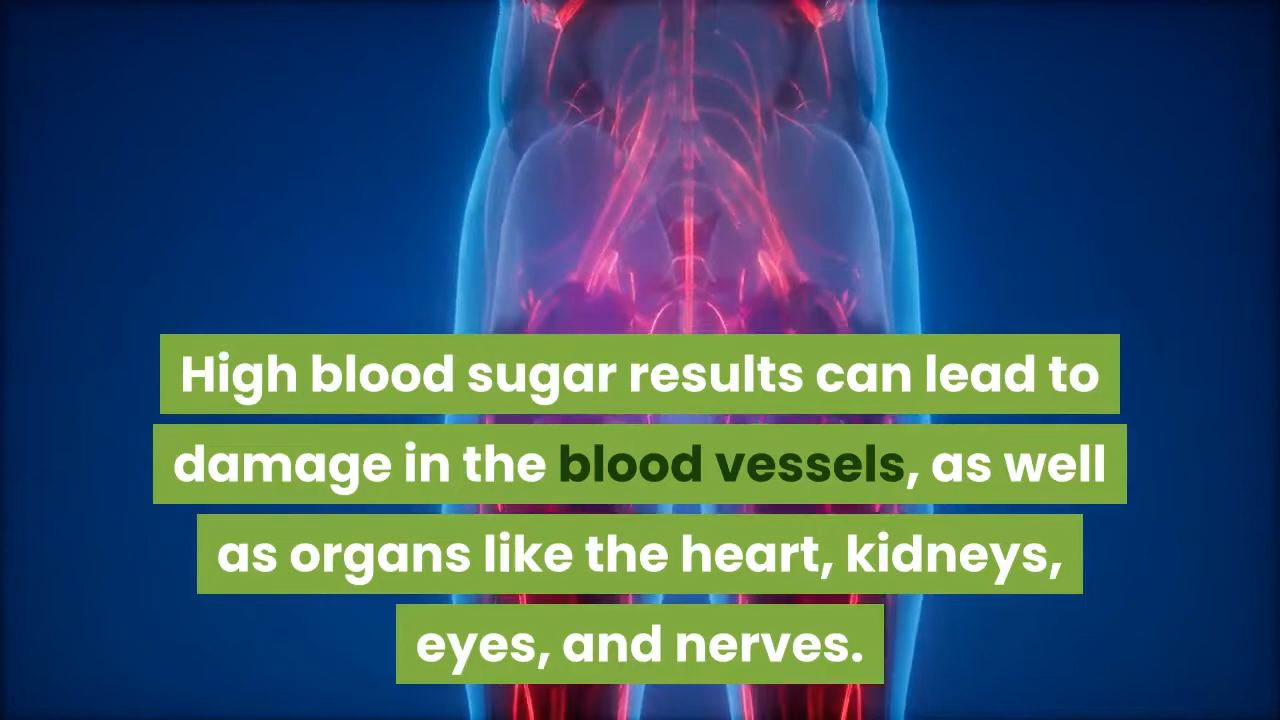 High blood sugar results can lead to
damage in the blood vessels, as well
as organs like the heart, kidneys,
eyes, and nerves.